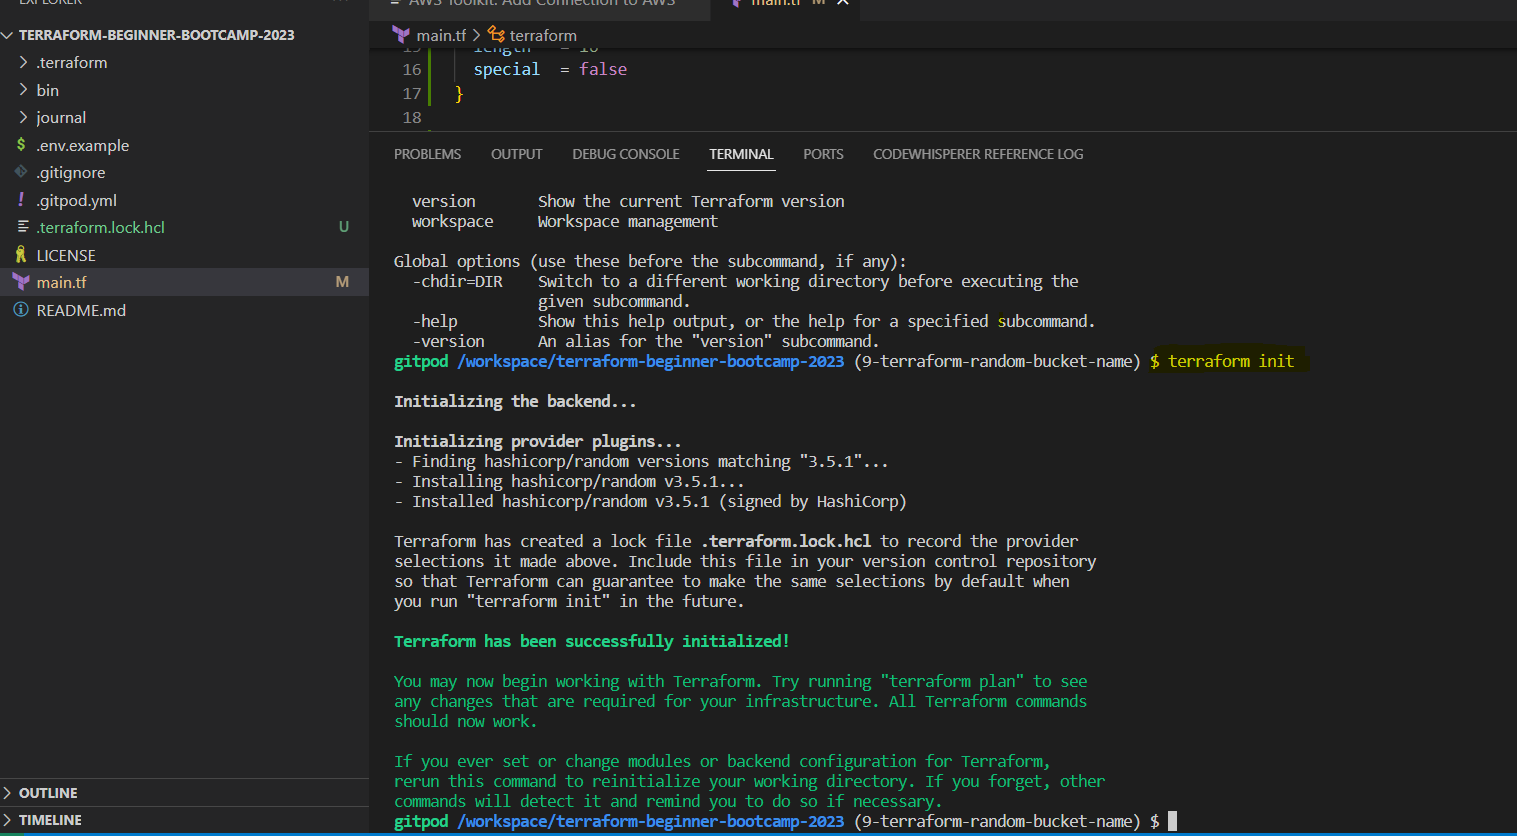 EXPLORER
AWS Toolkit: Add Connection to AWS
main.tf M
TERRAFORM-BEGINNER-BOOTCAMP-2023
.terraform
bin
journal
$ .env.example
.gitignore
! .gitpod.yml
.terraform.lock.hcl U
LICENSE
main.tf M
README.md
OUTLINE
TIMELINE
main.tf > terraform
15 length = 16
16 special = false
17 }
18
PROBLEMS OUTPUT DEBUG CONSOLE TERMINAL PORTS CODEWHISPERER REFERENCE LOG
version Show the current Terraform version
workspace Workspace management
Global options (use these before the subcommand, if any):
-chdir=DIR Switch to a different working directory before executing the
given subcommand.
-help Show this help output, or the help for a specified subcommand.
-version An alias for the "version" subcommand.
gitpod /workspace/terraform-beginner-bootcamp-2023 (9-terraform-random-bucket-name) $ terraform init
Initializing the backend...
Initializing provider plugins...
- Finding hashicorp/random versions matching "3.5.1"...
- Installing hashicorp/random v3.5.1...
- Installed hashicorp/random v3.5.1 (signed by HashiCorp)
Terraform has created a lock file .terraform.lock.hcl to record the provider
selections it made above. Include this file in your version control repository
so that Terraform can guarantee to make the same selections by default when
you run "terraform init" in the future.
Terraform has been successfully initialized!
You may now begin working with Terraform. Try running "terraform plan" to see
any changes that are required for your infrastructure. All Terraform commands
should now work.
If you ever set or change modules or backend configuration for Terraform,
rerun this command to reinitialize your working directory. If you forget, other
commands will detect it and remind you to do so if necessary.
gitpod /workspace/terraform-beginner-bootcamp-2023 (9-terraform-random-bucket-name) $